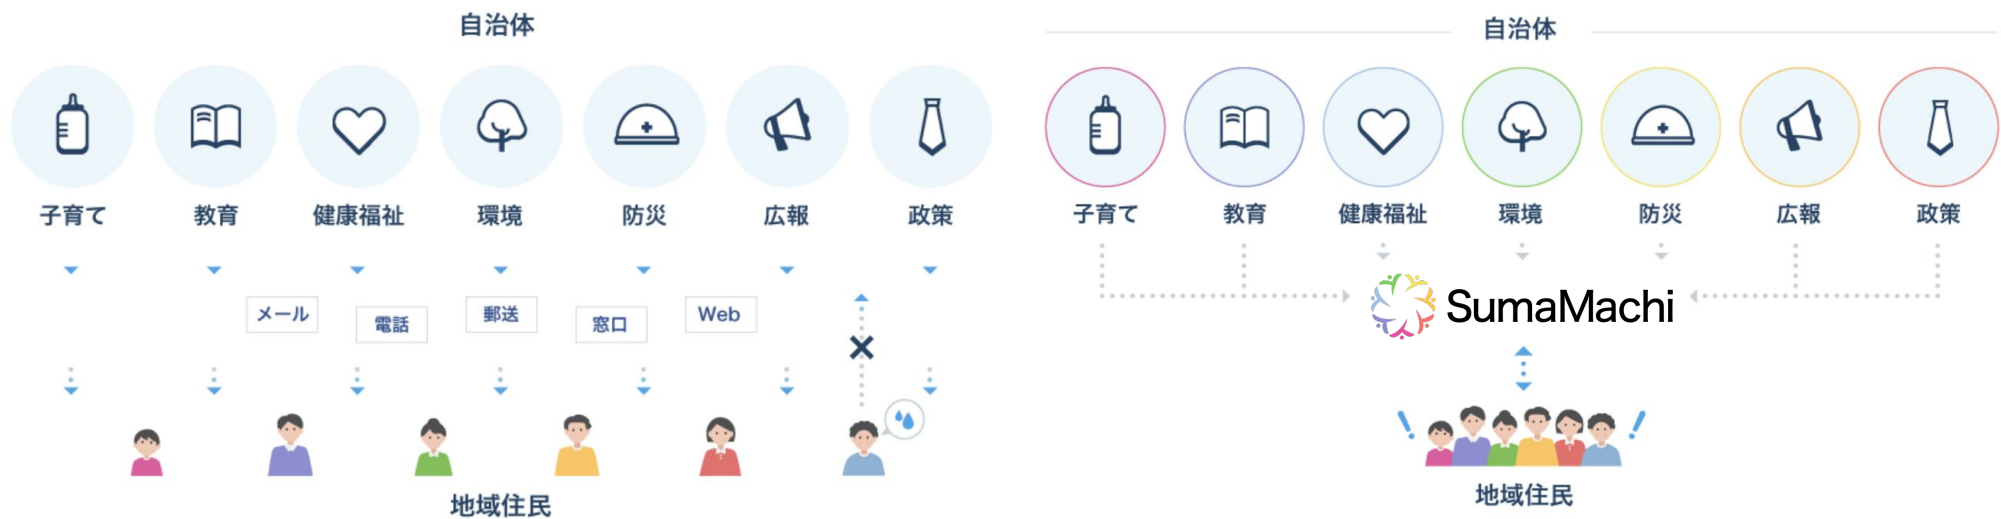 自治体
子育て
教育
健康福祉
環境
防災
広報
政策
メール
電話
郵送
窓口
Web
地域住民
自治体
子育て
教育
健康福祉
環境
防災
広報
政策
SumaMachi
地域住民